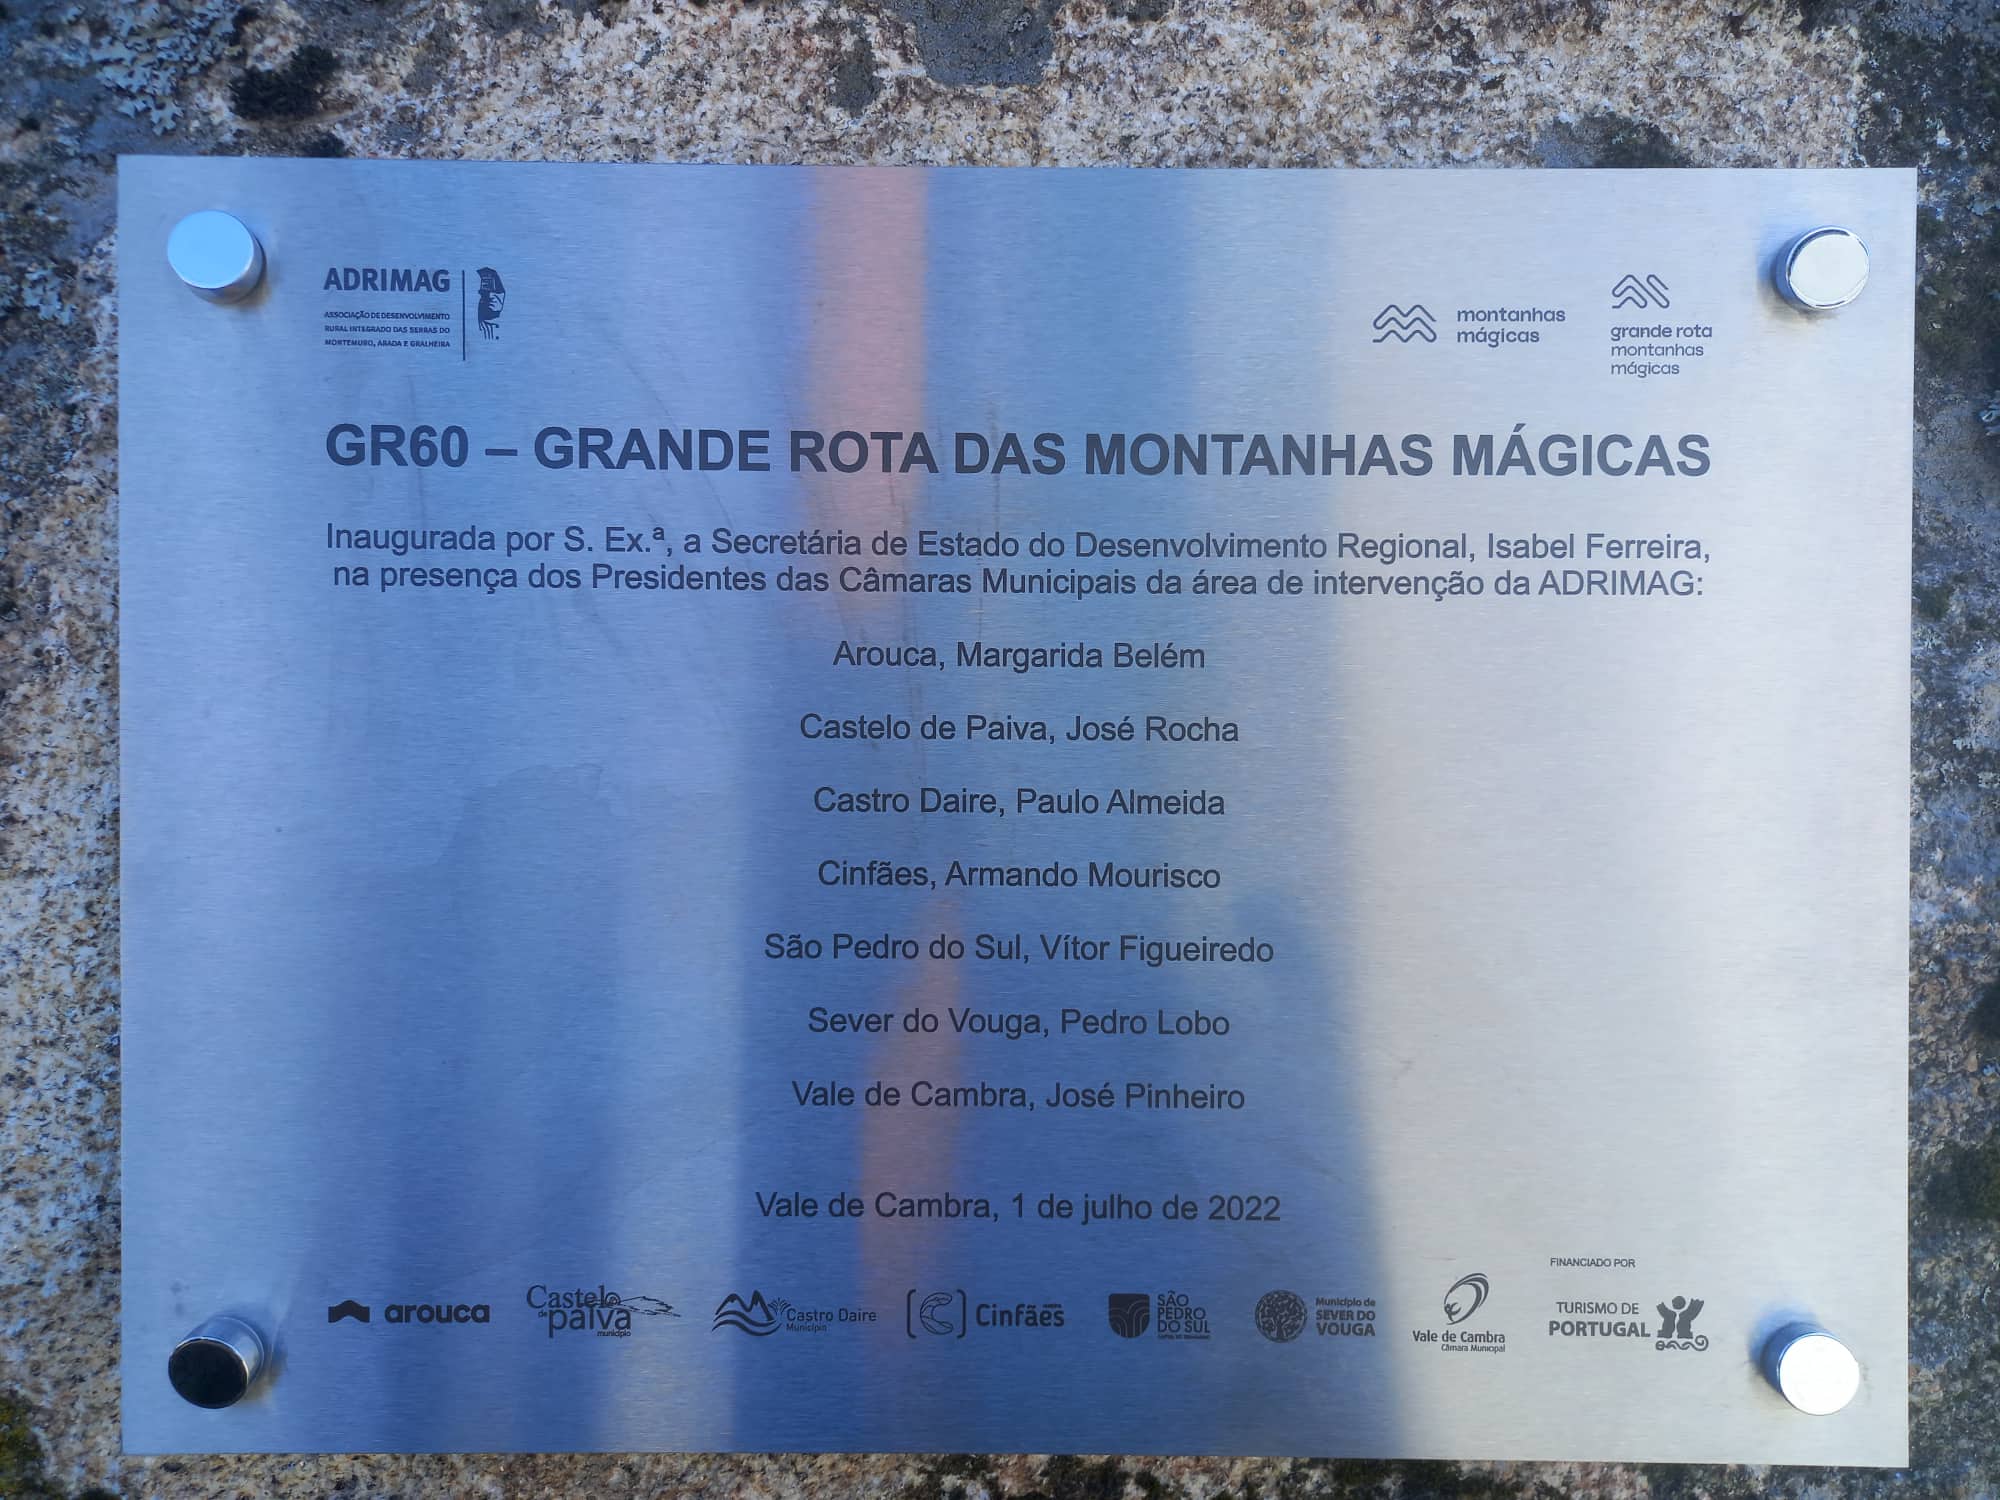 ADRIMAG
ASSOCIAÇÃO DE DESENVOLVIMENTO
RURAL INTEGRADO DAS SERRAS DO
MONTEMURO, ARADA E GRALHEIRA
montanhas
mágicas
grande rota
montanhas
mágicas
GR60 – GRANDE ROTA DAS MONTANHAS MÁGICAS
Inaugurada por S. Ex.ª, a Secretária de Estado do Desenvolvimento Regional, Isabel Ferreira,
na presença dos Presidentes das Câmaras Municipais da área de intervenção da ADRIMAG:
Arouca, Margarida Belém
Castelo de Paiva, José Rocha
Castro Daire, Paulo Almeida
Cinfães, Armando Mourisco
São Pedro do Sul, Vítor Figueiredo
Sever do Vouga, Pedro Lobo
Vale de Cambra, José Pinheiro
Vale de Cambra, 1 de julho de 2022
arouca
Castelo
de paiva
município
Castro Daire
Município
Cinfães
SÃO
PEDRO
DO SUL
Município de
SEVER DO
VOUGA
Vale de Cambra
Câmara Municipal
FINANCIADO POR
TURISMO DE
PORTUGAL